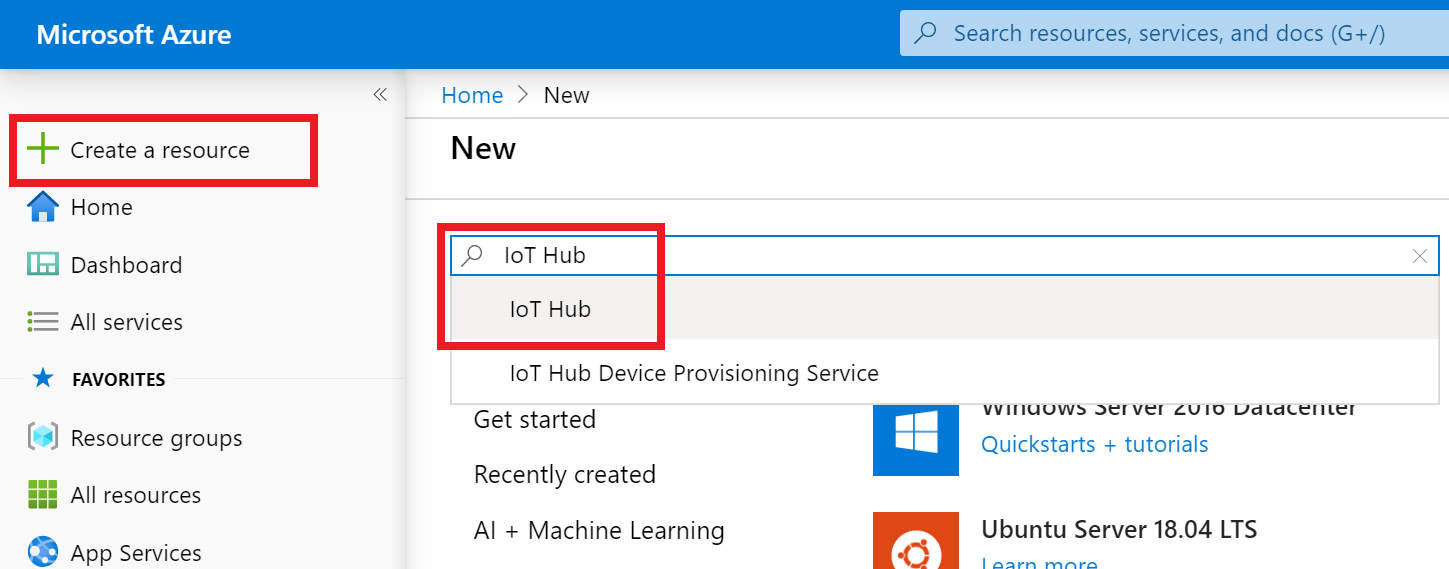 Microsoft Azure
Search resources, services, and docs (G+/)
«
Create a resource
Home
Dashboard
All services
FAVORITES
Resource groups
All resources
App Services
Home > New
New
IoT Hub
IoT Hub
IoT Hub Device Provisioning Service
Get started
Recently created
AI + Machine Learning
Windows Server 2016 Datacenter
Quickstarts + tutorials
Ubuntu Server 18.04 LTS
Learn more